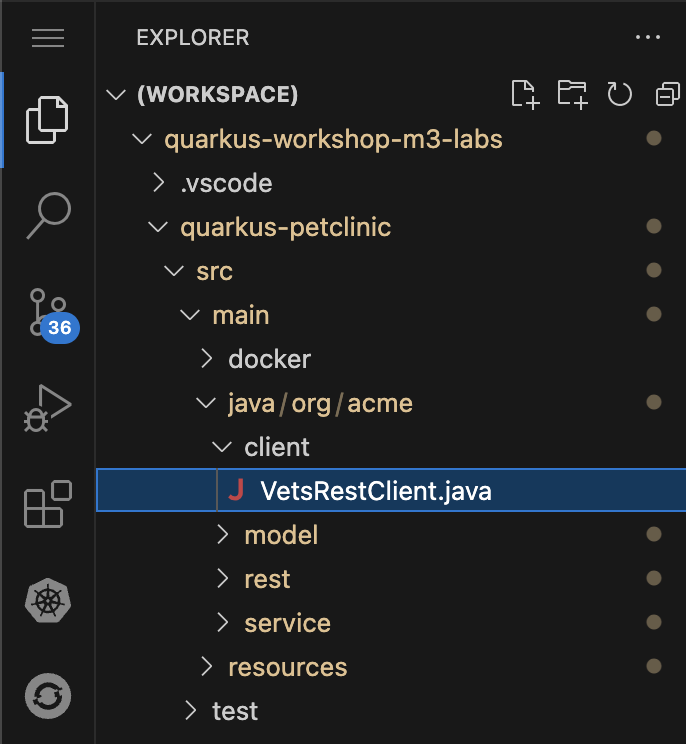 EXPLORER
(WORKSPACE)
quarkus-workshop-m3-labs
.vscode
quarkus-petclinic
src
main
36
docker
java/org/acme
client
J VetsRestClient.java
model
rest
service
resources
test